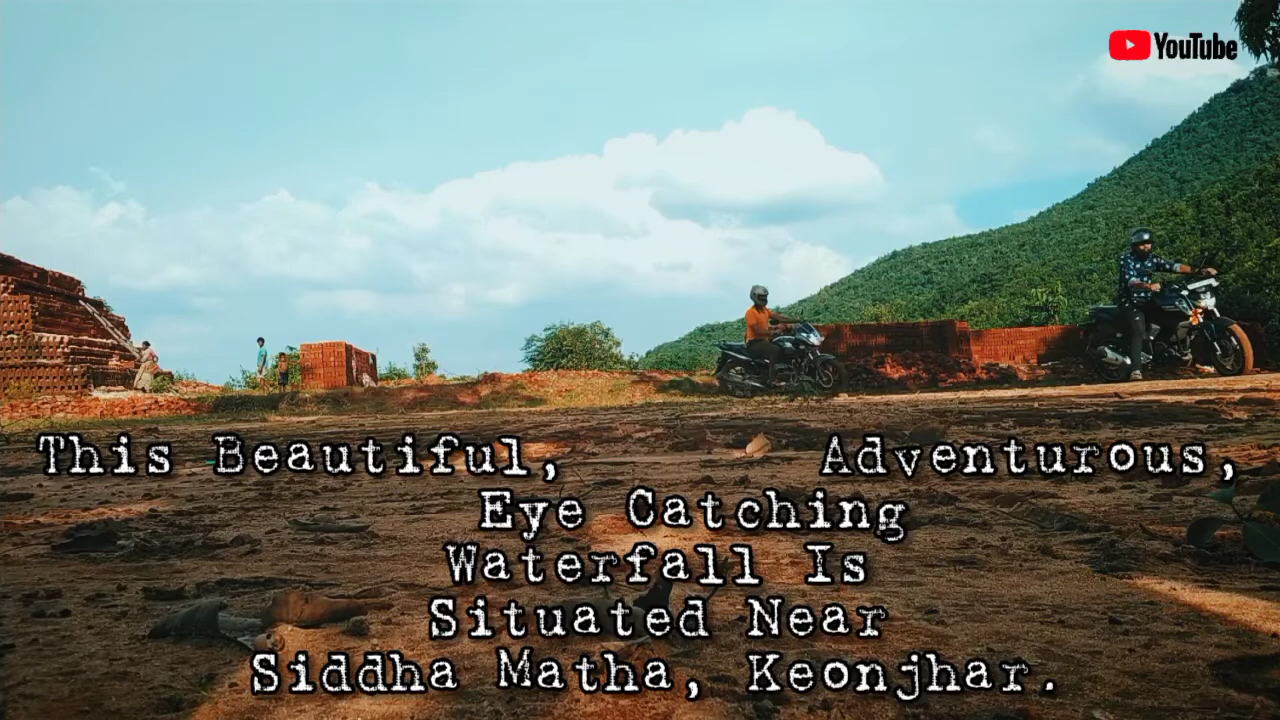 YouTube
This Beautiful, Adventurous,
Eye Catching
Waterfall Is
Situated Near
Siddha Matha, Keonjhar.